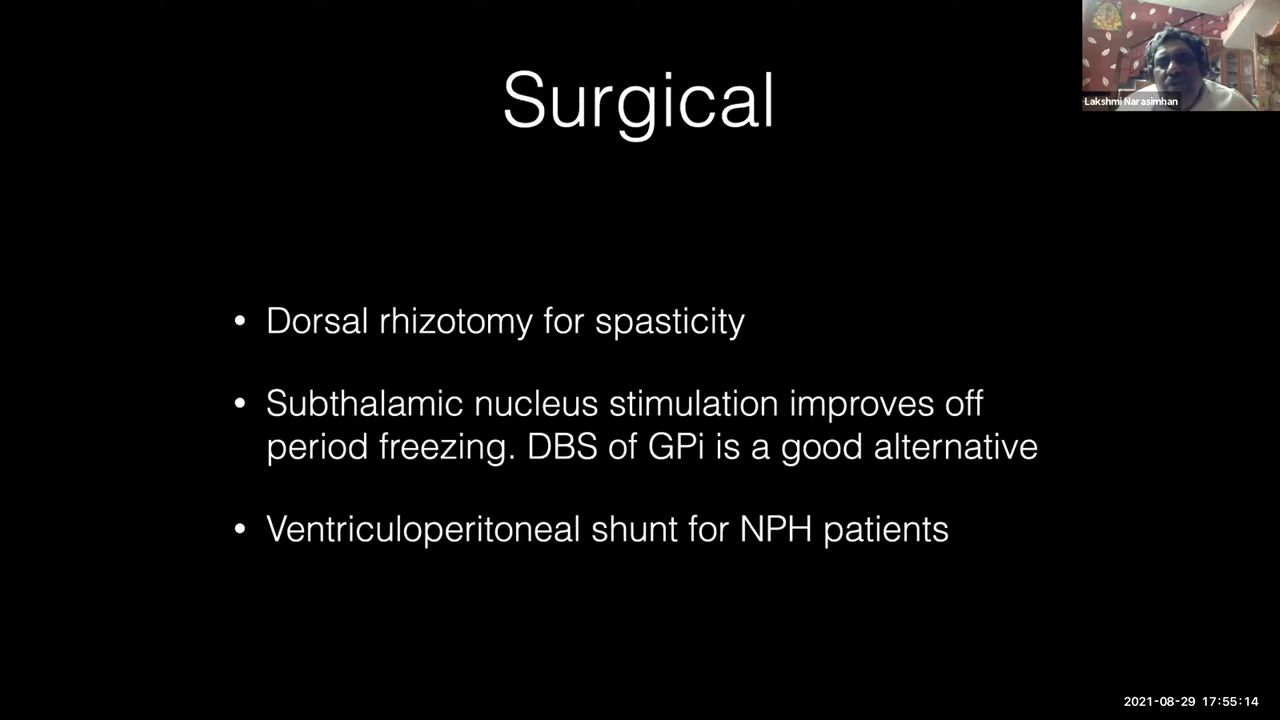 Surgical
Lakshmi Narasimhan
• Dorsal rhizotomy for spasticity
• Subthalamic nucleus stimulation improves off
period freezing. DBS of GPi is a good alternative
• Ventriculoperitoneal shunt for NPH patients
2021-08-29 17:55:14